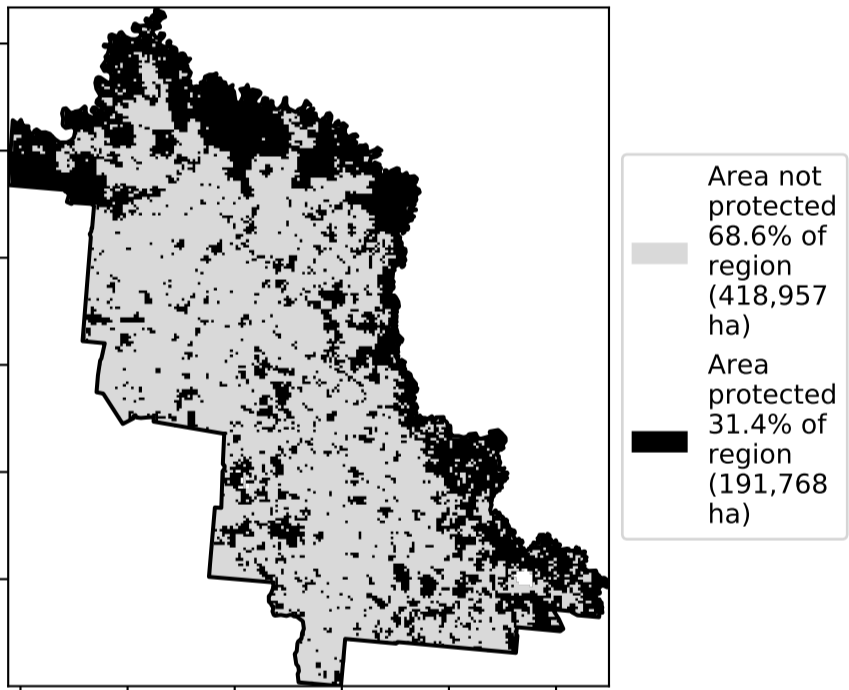 Area not
protected
68.6% of
region
(418,957
ha)
Area
protected
31.4% of
region
(191,768
ha)